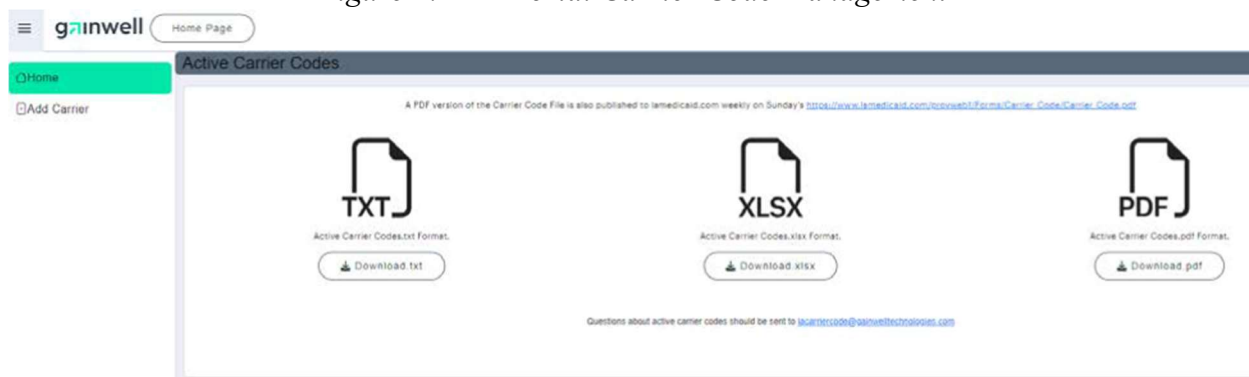 gainwell
Home Page
Home
Add Carrier
Active Carrier Codes
A PDF version of the Carrier Code File is also published to lamedicaid.com weekly on Sunday's https://www.lamedicaid.com/provweb1/Forms/Carrier_Code/Carrier_Code.pdf
TXT
XLSX
PDF
Active Carrier Codes.txt Format.
Active Carrier Codes.xlsx Format.
Active Carrier Codes.pdf Format.
Download.txt
Download.xlsx
Download.pdf
Questions about active carrier codes should be sent to lacarriercode@gainwelltechnologies.com